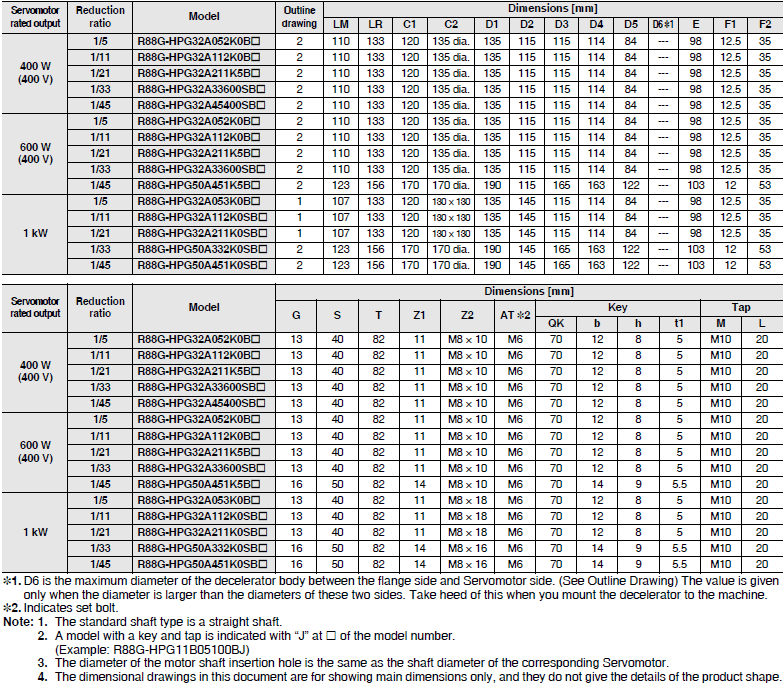 Servomotor rated output Reduction ratio Model Outline drawing Dimensions [mm]
LM LR C1 C2 D1 D2 D3 D4 D5 D6✻1 E F1 F2
400 W (400 V) 1/5 R88G-HPG32A052K0B□ 2 110 133 120 135 dia. 135 115 115 114 84 --- 98 12.5 35
1/11 R88G-HPG32A112K0B□ 2 110 133 120 135 dia. 135 115 115 114 84 --- 98 12.5 35
1/21 R88G-HPG32A211K5B□ 2 110 133 120 135 dia. 135 115 115 114 84 --- 98 12.5 35
1/33 R88G-HPG32A33600SB□ 2 110 133 120 135 dia. 135 115 115 114 84 --- 98 12.5 35
1/45 R88G-HPG32A45400SB□ 2 110 133 120 135 dia. 135 115 115 114 84 --- 98 12.5 35
600 W (400 V) 1/5 R88G-HPG32A052K0B□ 2 110 133 120 135 dia. 135 115 115 114 84 --- 98 12.5 35
1/11 R88G-HPG32A112K0B□ 2 110 133 120 135 dia. 135 115 115 114 84 --- 98 12.5 35
1/21 R88G-HPG32A211K5B□ 2 110 133 120 135 dia. 135 115 115 114 84 --- 98 12.5 35
1/33 R88G-HPG32A33600SB□ 2 110 133 120 135 dia. 135 115 115 114 84 --- 98 12.5 35
1/45 R88G-HPG50A451K5B□ 2 123 156 170 170 dia. 190 115 165 163 122 --- 103 12 53
1 kW 1/5 R88G-HPG32A053K0B□ 1 107 133 120 130 × 130 135 145 115 114 84 --- 98 12.5 35
1/11 R88G-HPG32A112K0SB□ 1 107 133 120 130 × 130 135 145 115 114 84 --- 98 12.5 35
1/21 R88G-HPG32A211K0SB□ 1 107 133 120 130 × 130 135 145 115 114 84 --- 98 12.5 35
1/33 R88G-HPG50A332K0SB□ 2 123 156 170 170 dia. 190 145 165 163 122 --- 103 12 53
1/45 R88G-HPG50A451K0SB□ 2 123 156 170 170 dia. 190 145 165 163 122 --- 103 12 53
Servomotor rated output Reduction ratio Model Dimensions [mm]
G S T Z1 Z2 AT ✻2 Key Tap
QK b h t1 M L
400 W (400 V) 1/5 R88G-HPG32A052K0B□ 13 40 82 11 M8 × 10 M6 70 12 8 5 M10 20
1/11 R88G-HPG32A112K0B□ 13 40 82 11 M8 × 10 M6 70 12 8 5 M10 20
1/21 R88G-HPG32A211K5B□ 13 40 82 11 M8 × 10 M6 70 12 8 5 M10 20
1/33 R88G-HPG32A33600SB□ 13 40 82 11 M8 × 10 M6 70 12 8 5 M10 20
1/45 R88G-HPG32A45400SB□ 13 40 82 11 M8 × 10 M6 70 12 8 5 M10 20
600 W (400 V) 1/5 R88G-HPG32A052K0B□ 13 40 82 11 M8 × 10 M6 70 12 8 5 M10 20
1/11 R88G-HPG32A112K0B□ 13 40 82 11 M8 × 10 M6 70 12 8 5 M10 20
1/21 R88G-HPG32A211K5B□ 13 40 82 11 M8 × 10 M6 70 12 8 5 M10 20
1/33 R88G-HPG32A33600SB□ 13 40 82 11 M8 × 10 M6 70 12 8 5 M10 20
1/45 R88G-HPG50A451K5B□ 16 50 82 14 M8 × 10 M6 70 14 9 5.5 M10 20
1 kW 1/5 R88G-HPG32A053K0B□ 13 40 82 11 M8 × 18 M6 70 12 8 5 M10 20
1/11 R88G-HPG32A112K0SB□ 13 40 82 11 M8 × 18 M6 70 12 8 5 M10 20
1/21 R88G-HPG32A211K0SB□ 13 40 82 11 M8 × 18 M6 70 12 8 5 M10 20
1/33 R88G-HPG50A332K0SB□ 16 50 82 14 M8 × 16 M6 70 14 9 5.5 M10 20
1/45 R88G-HPG50A451K0SB□ 16 50 82 14 M8 × 16 M6 70 14 9 5.5 M10 20
✻1. D6 is the maximum diameter of the decelerator body between the flange side and Servomotor side. (See Outline Drawing) The value is given
only when the diameter is larger than the diameters of these two sides. Take heed of this when you mount the decelerator to the machine.
✻2. Indicates set bolt.
Note: 1. The standard shaft type is a straight shaft.
2. A model with a key and tap is indicated with “J” at □ of the model number.
(Example: R88G-HPG11B05100BJ)
3. The diameter of the motor shaft insertion hole is the same as the shaft diameter of the corresponding Servomotor.
4. The dimensional drawings in this document are for showing main dimensions only, and they do not give the details of the product shape.